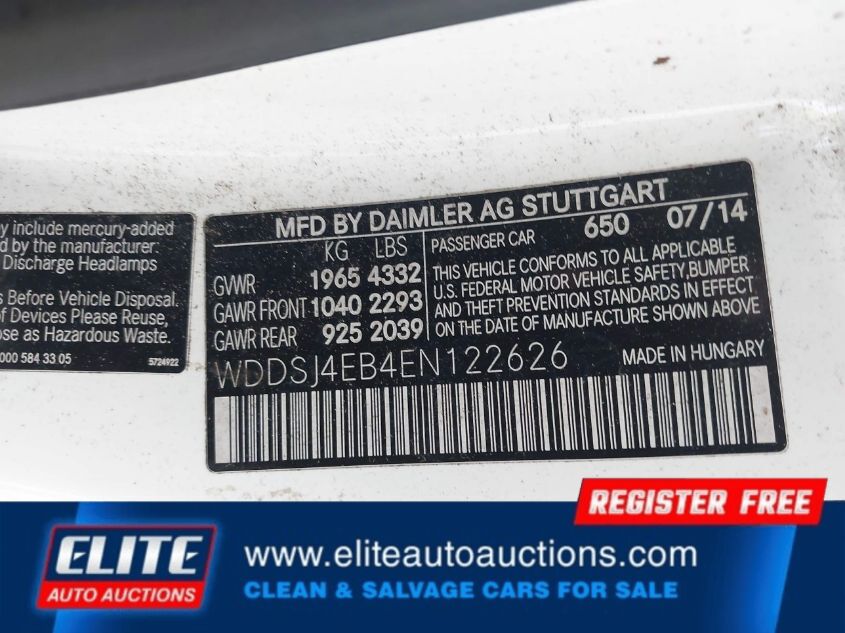 y include mercury-added
d by the manufacturer:
Discharge Headlamps
s Before Vehicle Disposal.
of Devices Please Reuse,
ose as Hazardous Waste.
000 584 33 05
5724922
MFD BY DAIMLER AG STUTTGART
KG LBS
GVWR 1965 4332
GAWR FRONT 1040 2293
GAWR REAR 925 2039
PASSENGER CAR 650 07/14
THIS VEHICLE CONFORMS TO ALL APPLICABLE
U.S. FEDERAL MOTOR VEHICLE SAFETY,BUMPER
AND THEFT PREVENTION STANDARDS IN EFFECT
ON THE DATE OF MANUFACTURE SHOWN ABOVE
WDDSJ4EB4EN122626
MADE IN HUNGARY
REGISTER FREE
ELITE
AUTO AUCTIONS
www.eliteautoauctions.com
CLEAN & SALVAGE CARS FOR SALE